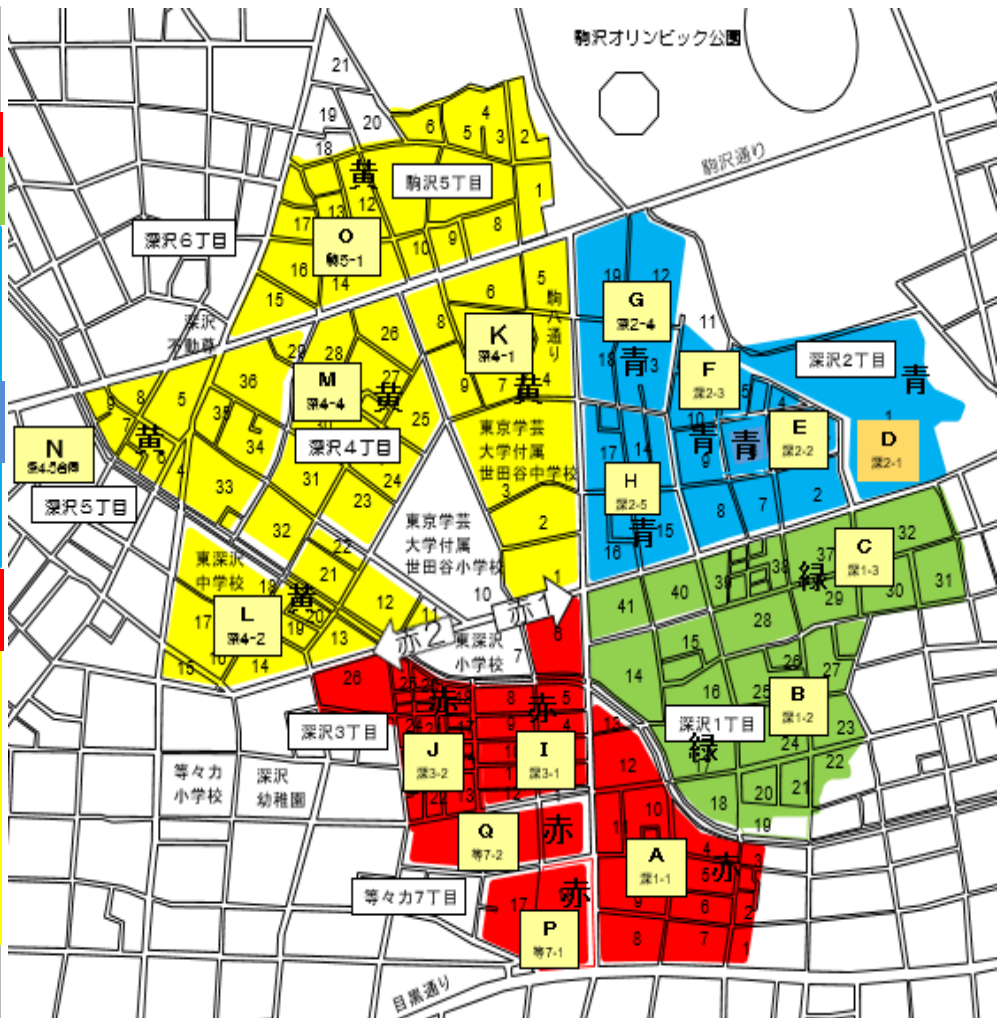 駒沢オリンピック公園
21
19
20
18
6
4
5
3
2
黄
駒沢5丁目
1
駒沢通り
17
13
12
深沢6丁目
O
駒5-1
10
9
8
16
14
15
5
6
駒八通り
19
12
G
深2-4
11
深沢
不動尊
29
28
26
8
K
深4-1
18
青
13
F
深2-3
深沢2丁目
青
36
M
深4-4
27
黄
9
7
黄
4
5
4
1
8
5
7
35
34
25
10
E
深2-2
D
深2-1
N
黄
深沢4丁目
東京学芸
大学付属
世田谷中学校
17
14
青
青
9
4
31
24
H
深2-5
33
23
3
8
7
2
深沢5丁目
32
東京学芸
大学付属
世田谷小学校
2
15
青
16
37
C
深1-3
32
22
21
東深沢
中学校
18
黄
12
10
1
赤1
39
38
緑
29
30
31
41
40
17
L
深4-2
20
19
13
11
赤2
東深沢
小学校
7
6
28
15
16
14
15
26
27
14
16
25
B
深1-2
26
8
5
赤
赤
9
4
13
深沢1丁目
緑
24
23
22
深沢3丁目
J
深3-2
I
深3-1
12
17
等々力
小学校
深沢
幼稚園
13
18
20
21
19
10
11
Q
等7-2
赤
A
深1-1
4
3
赤
5
等々力7丁目
17
赤
9
6
2
P
等7-1
8
7
1
目黒通り